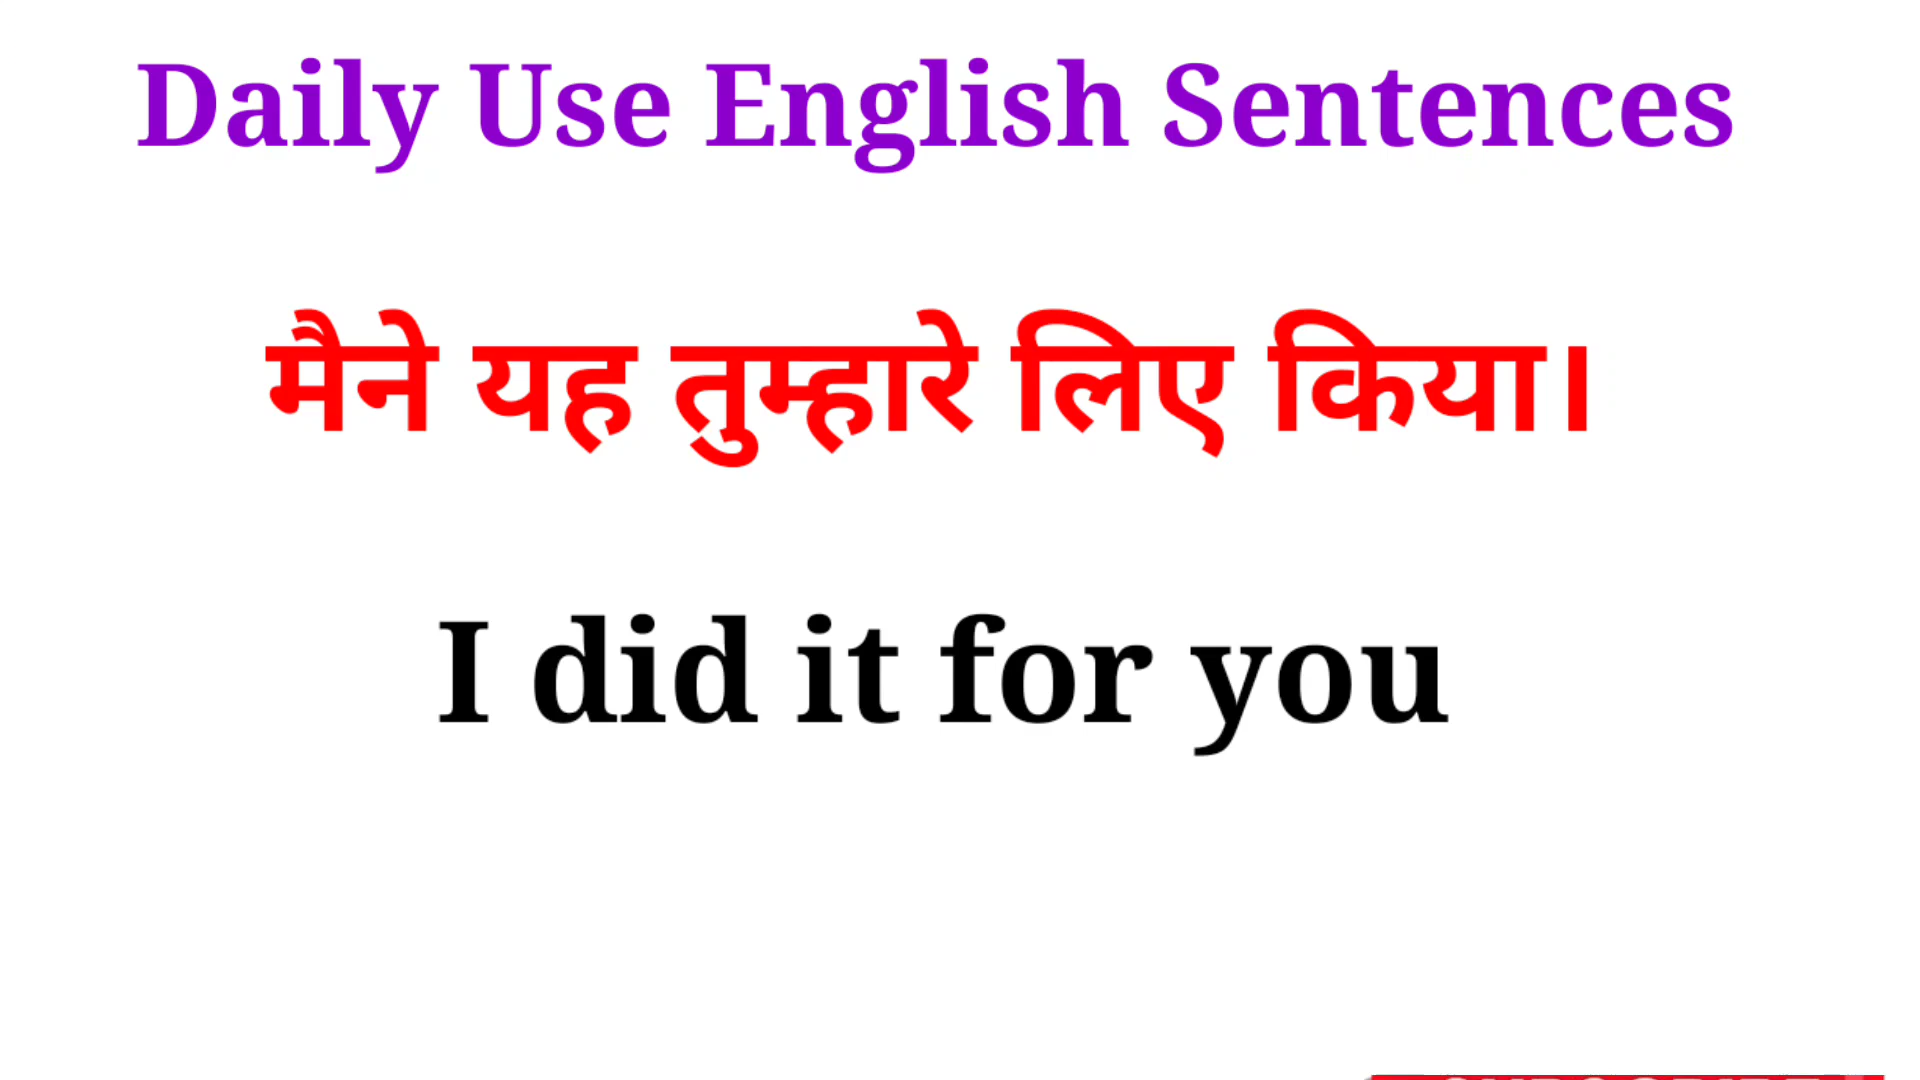 Daily Use English Sentences
मैने यह तुम्हारे लिए किया।
I did it for you